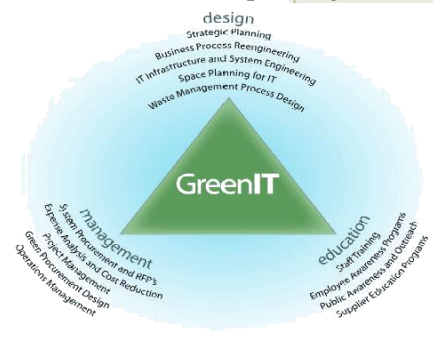 design
Strategic Planning
Business Process Reengineering
IT Infrastructure and System Engineering
Space Planning for IT
Waste Management Process Design
GreenIT
management
System Procurement and RFP's
Expense Analysis and Cost Reduction
Project Management
Green Procurement Design
Operations Management
education
Staff Training
Employee Awareness Programs
Public Awareness and Outreach
Supplier Education Programs